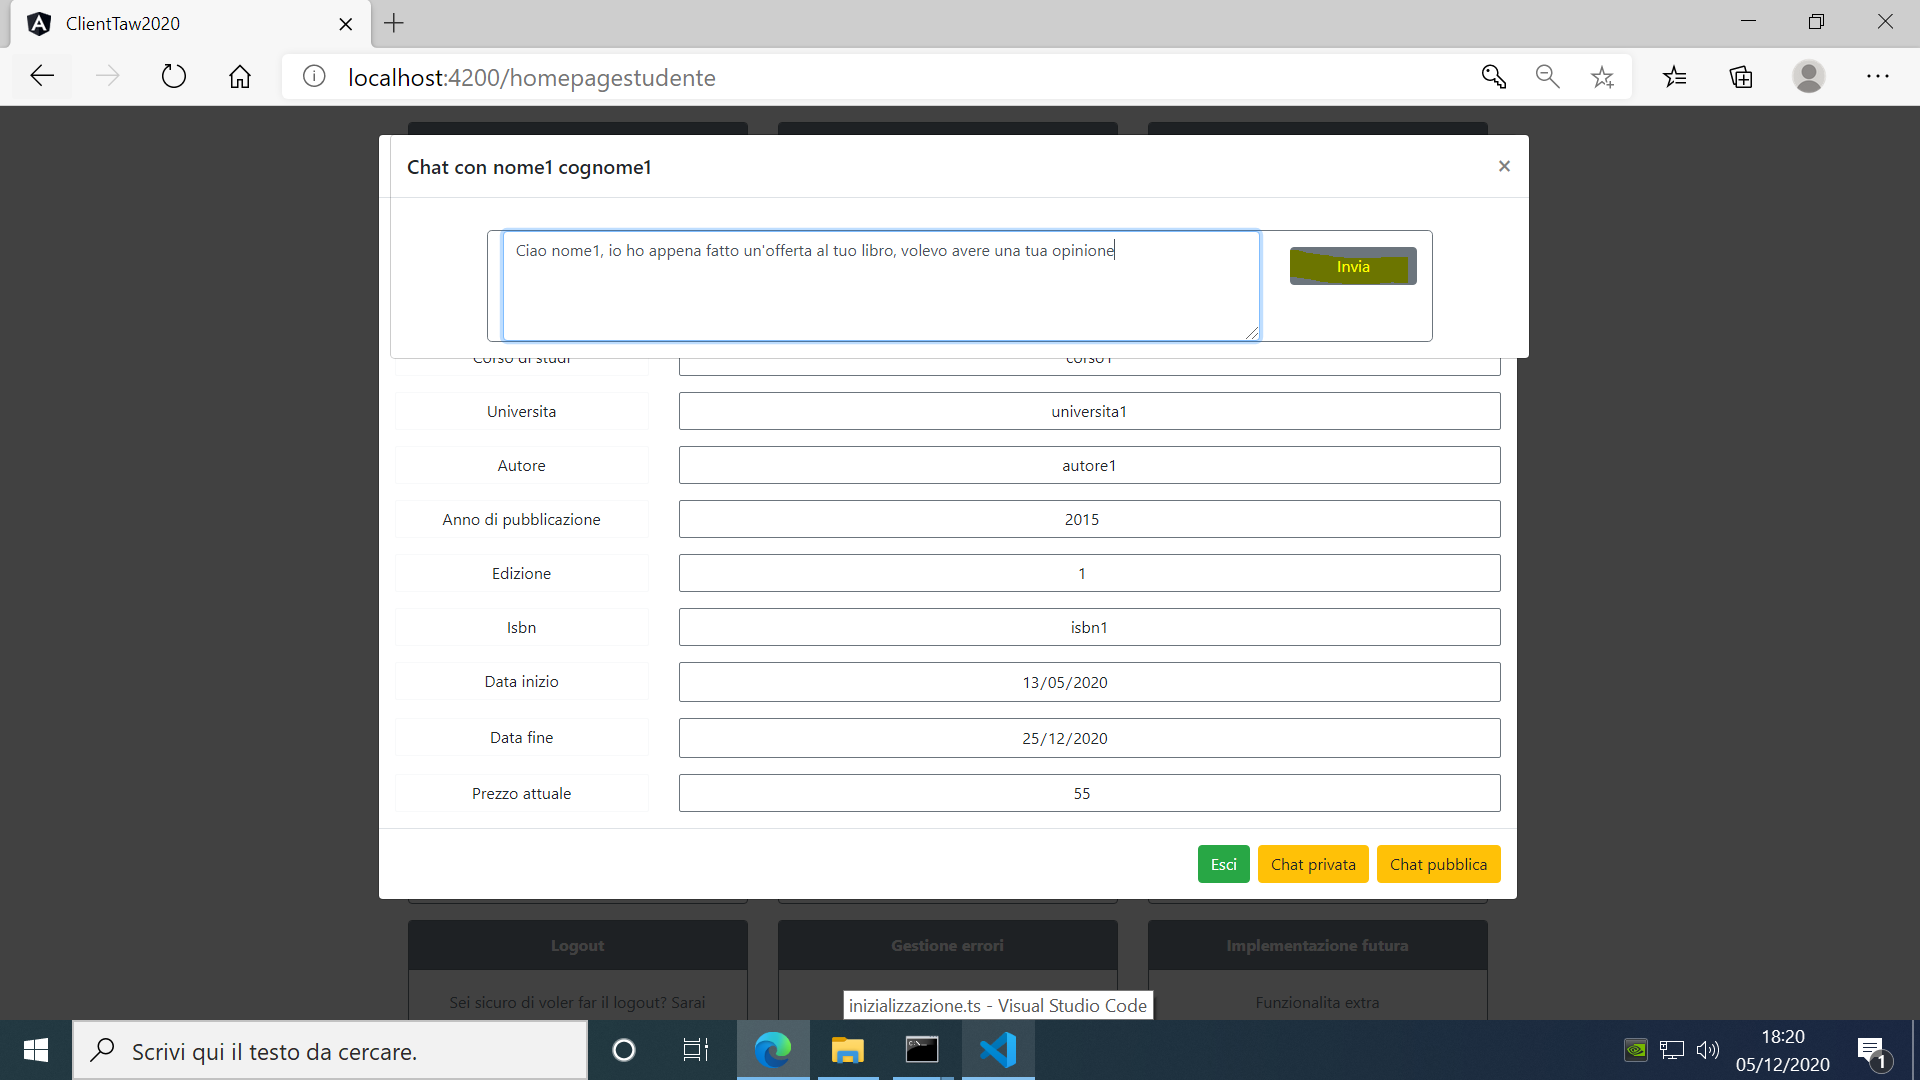 ClientTaw2020
localhost:4200/homepagestudente
Chat con nome1 cognome1
×
Ciao nome1, io ho appena fatto un'offerta al tuo libro, volevo avere una tua opinione
Invia
Corso di studi corso1
Universita universita1
Autore autore1
Anno di pubblicazione 2015
Edizione 1
Isbn isbn1
Data inizio 13/05/2020
Data fine 25/12/2020
Prezzo attuale 55
Esci Chat privata Chat pubblica
Logout Gestione errori Implementazione futura
Sei sicuro di voler far il logout? Sarai Funzionalita extra
inizializzazione.ts - Visual Studio Code
Scrivi qui il testo da cercare.
18:20
05/12/2020
1